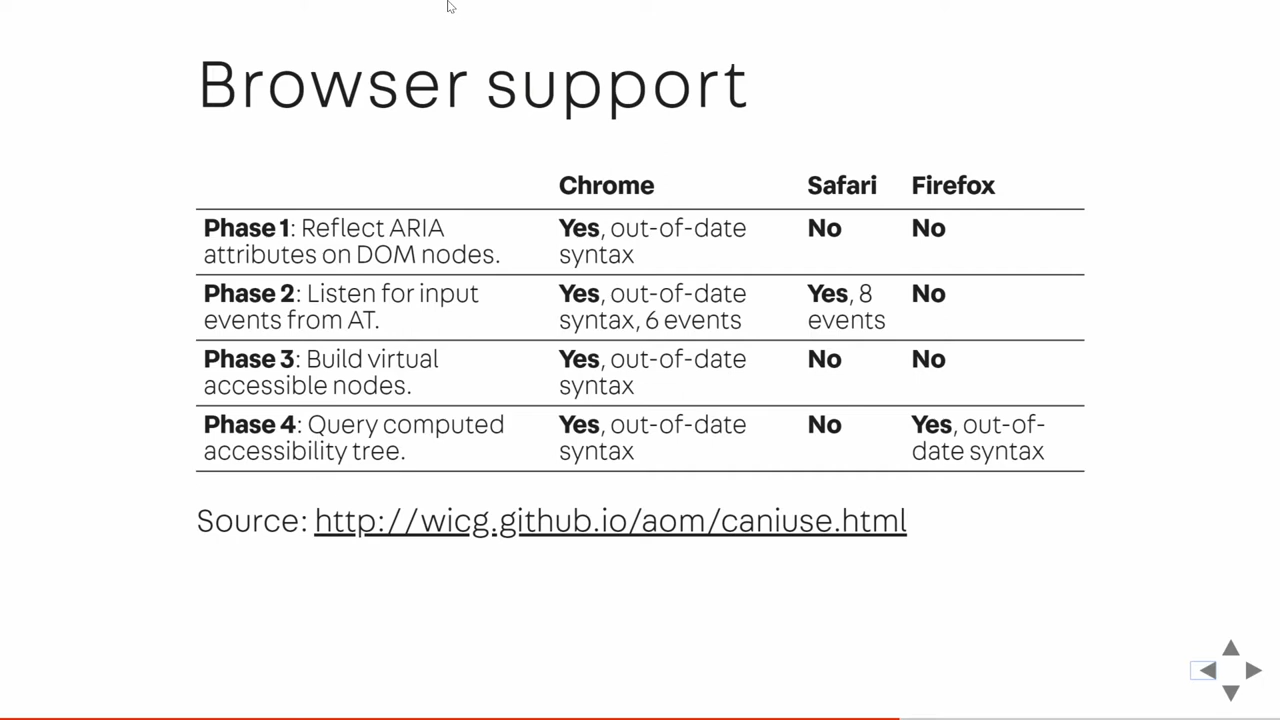 Browser support
Chrome Safari Firefox
Phase 1: Reflect ARIA Yes, out-of-date No No
attributes on DOM nodes. syntax
Phase 2: Listen for input Yes, out-of-date Yes, 8 No
events from AT. syntax, 6 events events
Phase 3: Build virtual Yes, out-of-date No No
accessible nodes. syntax
Phase 4: Query computed Yes, out-of-date No Yes, out-of-
accessibility tree. syntax date syntax
Source: http://wicg.github.io/aom/caniuse.html